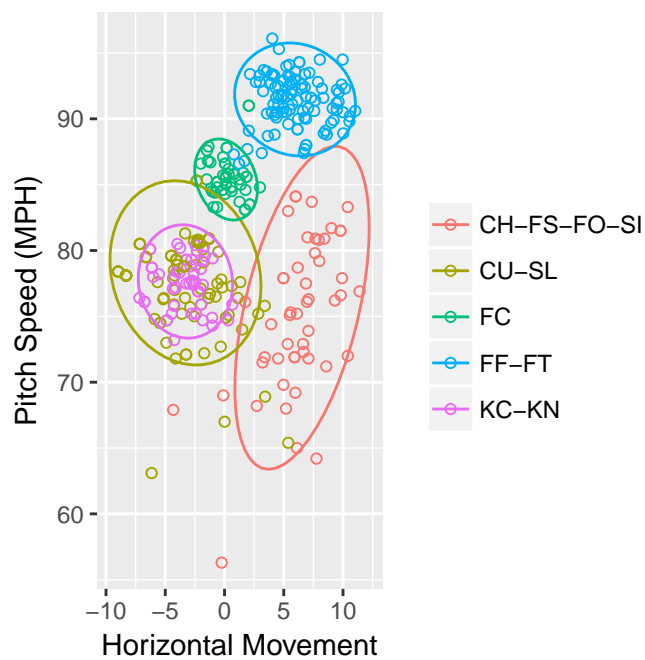 90
80
70
60
−10 −5 0 5 10
Horizontal Movement
Pitch Speed (MPH)
CH−FS−FO−SI
CU−SL
FC
FF−FT
KC−KN